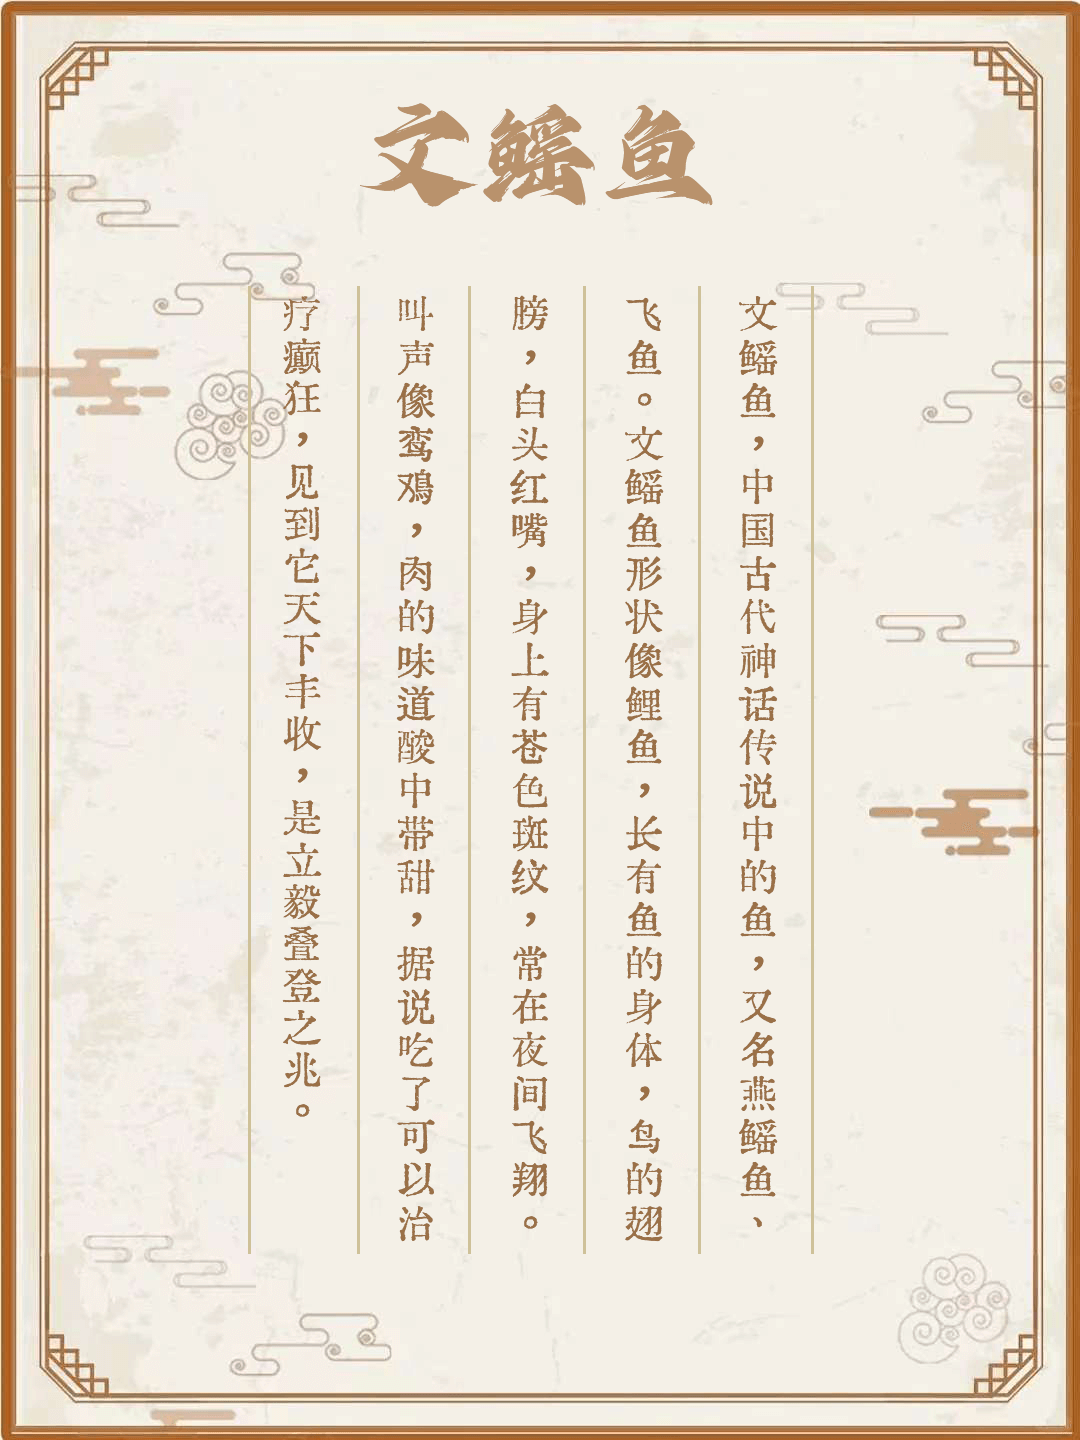 文鳐鱼
文鳐鱼，中国古代神话传说中的鱼，又名燕鳐鱼、
飞鱼。文鳐鱼形状像鲤鱼，长有鱼的身体，鸟的翅
膀，白头红嘴，身上有苍色斑纹，常在夜间飞翔。
叫声像鸾鳮，肉的味道酸中带甜，据说吃了可以治
疗癫狂，见到它天下丰收，是立毅叠登之兆。